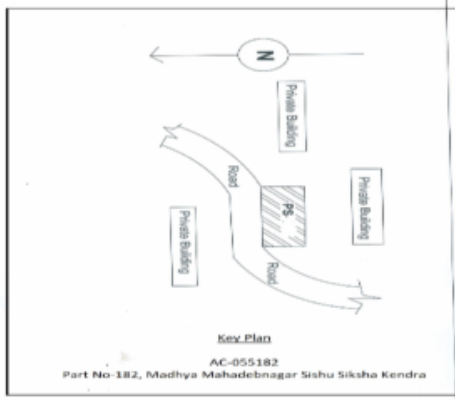 N
Private Building
Road
PS
Private Building
Private Building
Road
Key Plan
AC-055182
Part No-182, Madhya Mahadebnagar Sishu Siksha Kendra